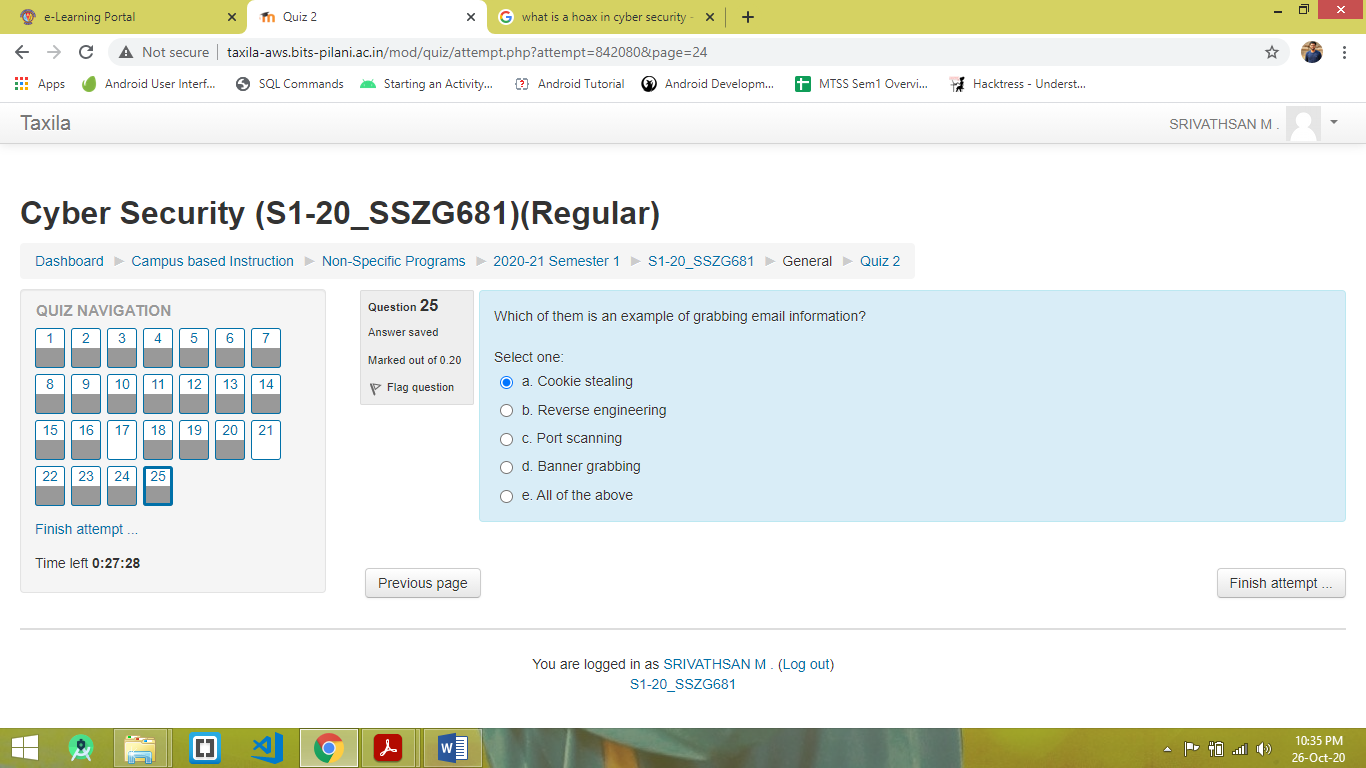 e-Learning Portal
Quiz 2
what is a hoax in cyber security -
Not secure
taxila-aws.bits-pilani.ac.in/mod/quiz/attempt.php?attempt=842080&page=24
Apps
Android User Interf...
SQL Commands
Starting an Activity...
Android Tutorial
Android Developm...
MTSS Sem1 Overvi...
Hacktress - Underst...
Taxila
SRIVATHSAN M .
Cyber Security (S1-20_SSZG681)(Regular)
Dashboard
Campus based Instruction
Non-Specific Programs
2020-21 Semester 1
S1-20_SSZG681
General
Quiz 2
QUIZ NAVIGATION
1 2 3 4 5 6 7
8 9 10 11 12 13 14
15 16 17 18 19 20 21
22 23 24 25
Finish attempt ...
Time left 0:27:28
Question 25
Answer saved
Marked out of 0.20
Flag question
Which of them is an example of grabbing email information?
Select one:
a. Cookie stealing
b. Reverse engineering
c. Port scanning
d. Banner grabbing
e. All of the above
Previous page
Finish attempt ...
You are logged in as SRIVATHSAN M . (Log out)
S1-20_SSZG681
10:35 PM
26-Oct-20